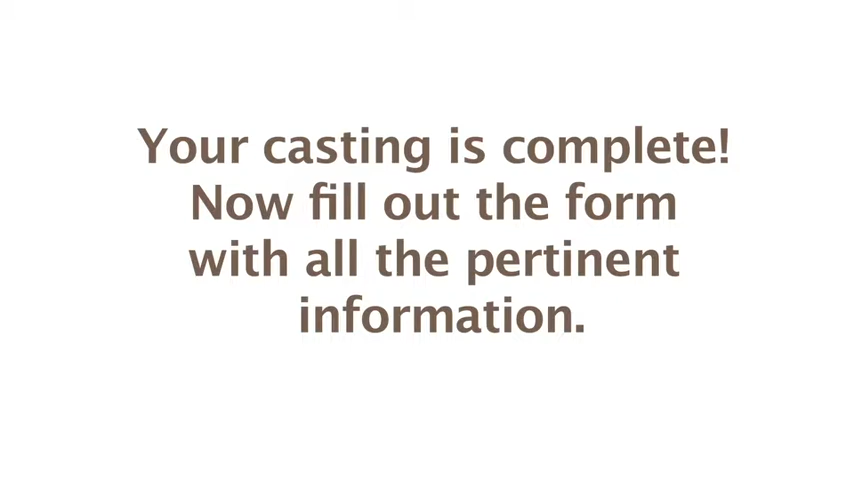 Your casting is complete!
Now fill out the form
with all the pertinent
information.